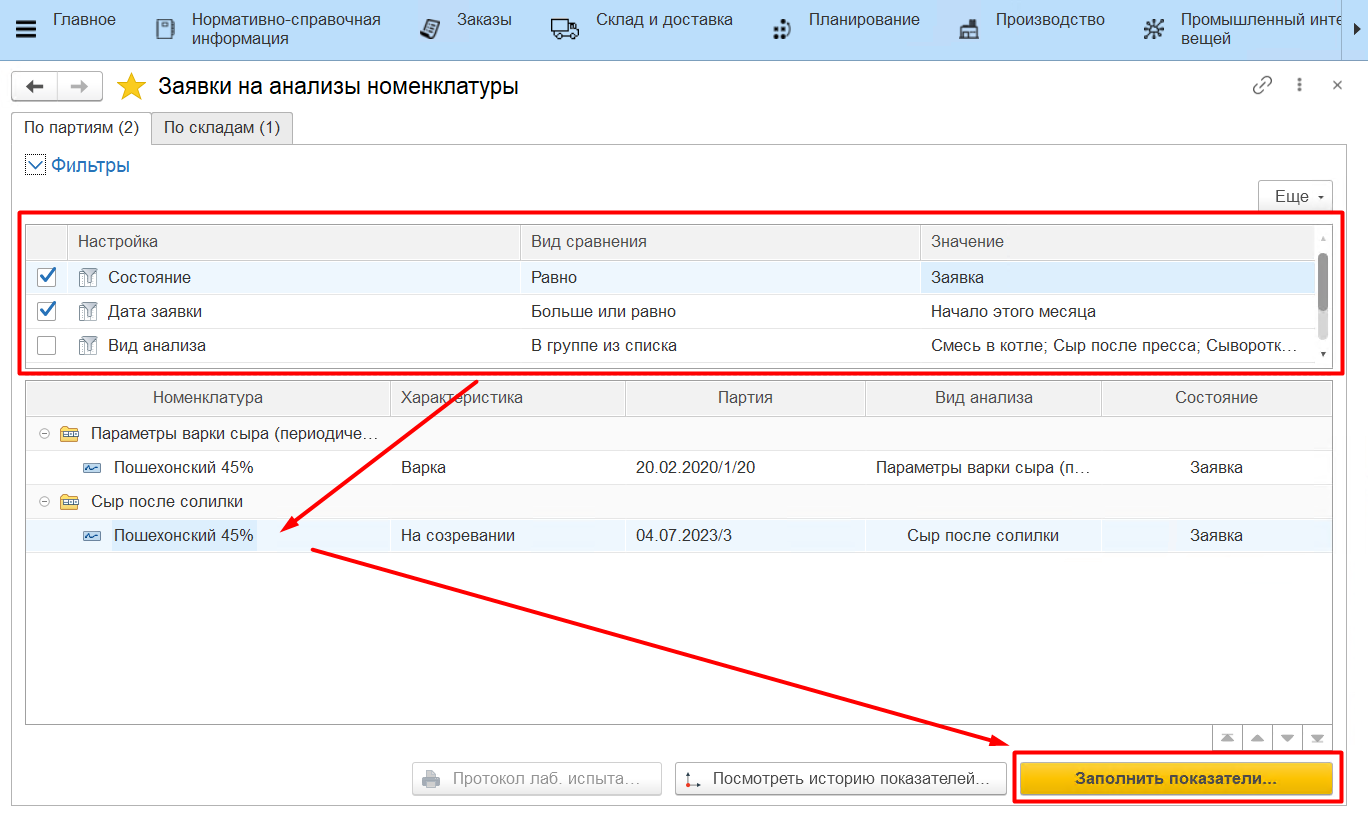 Главное
Нормативно-справочная
информация
Заказы
Склад и доставка
Планирование
Производство
Промышленный инте
вещей
Заявки на анализы номенклатуры
По партиям (2)
По складам (1)
Фильтры
Еще
Настройка Вид сравнения Значение
Состояние Равно Заявка
Дата заявки Больше или равно Начало этого месяца
Вид анализа В группе из списка Смесь в котле; Сыр после пресса; Сыворотк...
Номенклатура Характеристика Партия Вид анализа Состояние
Параметры варки сыра (периодиче...
Пошехонский 45% Варка 20.02.2020/1/20 Параметры варки сыра (п... Заявка
Сыр после солилки
Пошехонский 45% На созревании 04.07.2023/3 Сыр после солилки Заявка
Протокол лаб. испыта... Посмотреть историю показателей... Заполнить показатели...